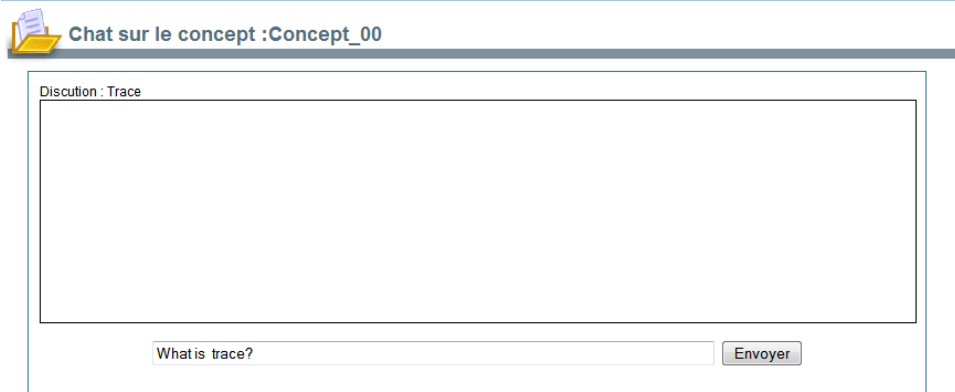 Chat sur le concept :Concept_00
Discution : Trace
What is trace?
Envoyer